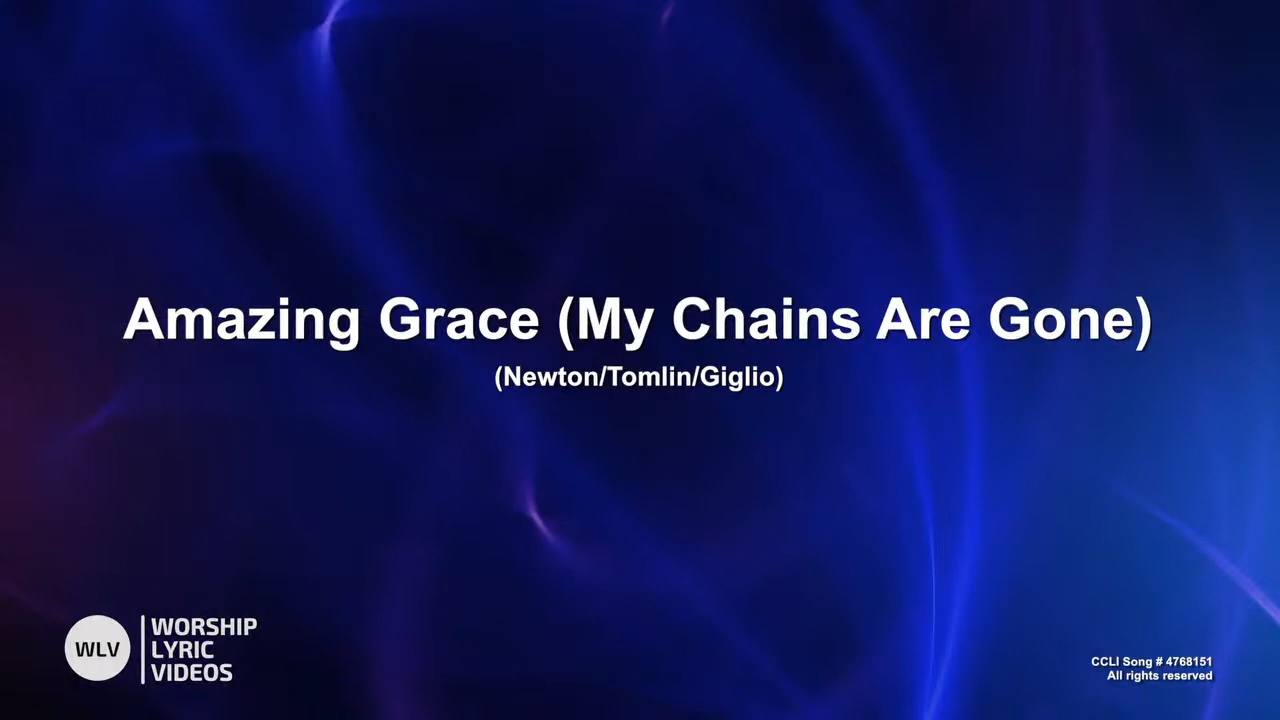 Amazing Grace (My Chains Are Gone)
(Newton/Tomlin/Giglio)
WLV
WORSHIP
LYRIC
VIDEOS
CCLI Song # 4768151
All rights reserved